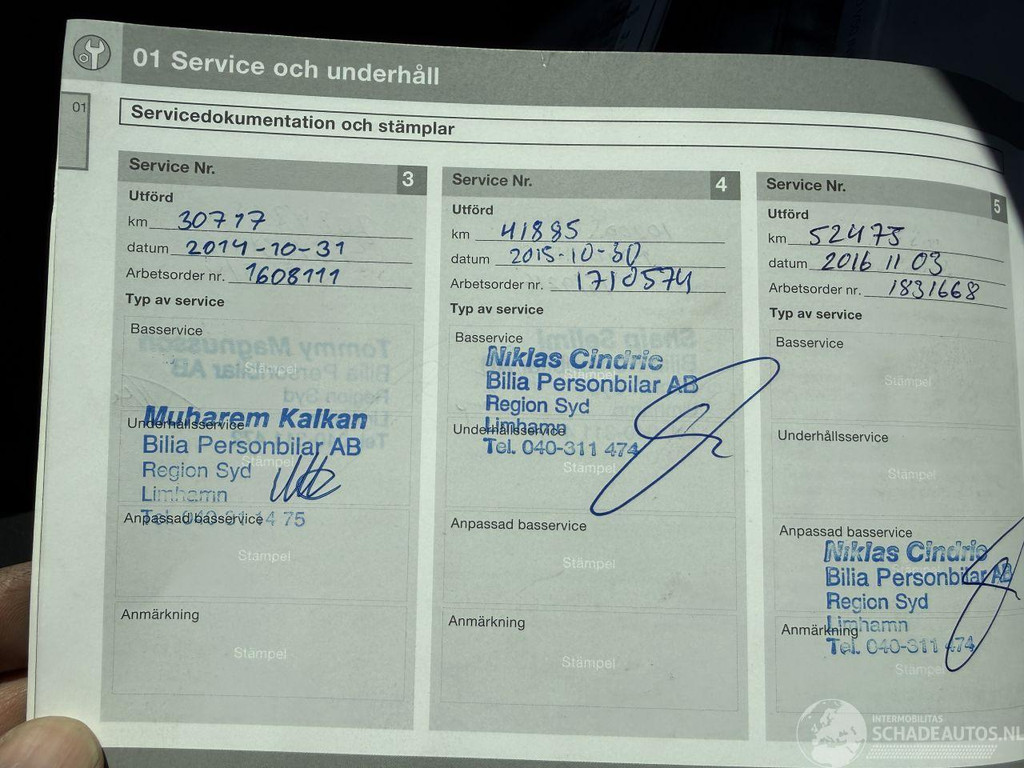 01 Service och underhåll
01
Servicedokumentation och stämplar
Service Nr. 3
Utförd
km 30717
datum 2014-10-31
Arbetsorder nr. 1608111
Typ av service
Basservice
Stämpel
Muharem Kalkan
Underhållsservice
Bilia Personbilar AB
Stämpel
Region Syd
Limhamn
Anpassad basservice
Stämpel
Anmärkning
Stämpel
Service Nr. 4
Utförd
km 41885
datum 2015-10-30
Arbetsorder nr. 1710574
Typ av service
Basservice
Niklas Cindric
Bilia Personbilar AB
Region Syd
Limhamn
Underhållsservice
Tel. 040-311 474
Stämpel
Anpassad basservice
Stämpel
Anmärkning
Stämpel
Service Nr. 5
Utförd
km 52473
datum 2016 11 03
Arbetsorder nr. 1831668
Typ av service
Basservice
Stämpel
Underhållsservice
Stämpel
Anpassad basservice
Niklas Cindric
Bilia Personbilar AB
Region Syd
Limhamn
Anmärkning
Tel. 040-311 474
Stämpel
INTERMOBILITAS
SCHADEAUTOS.NL